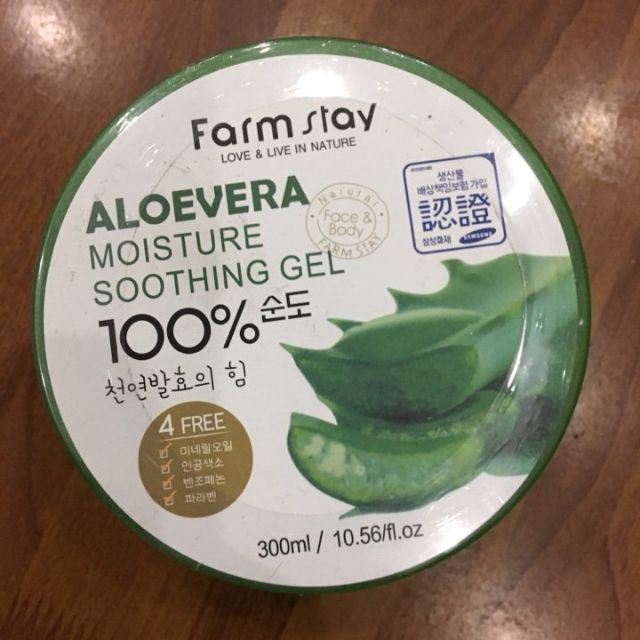 Farm stay
LOVE & LIVE IN NATURE
ALOEVERA
MOISTURE
SOOTHING GEL
100% 순도
천연발효의 힘
Natural
Face &
Body
FARM STAY
생산물
배상책임보험 가입
認證
삼성화재 SAMSUNG
4 FREE
미네랄오일
인공색소
벤조페논
파라벤
300ml / 10.56/fl.oz